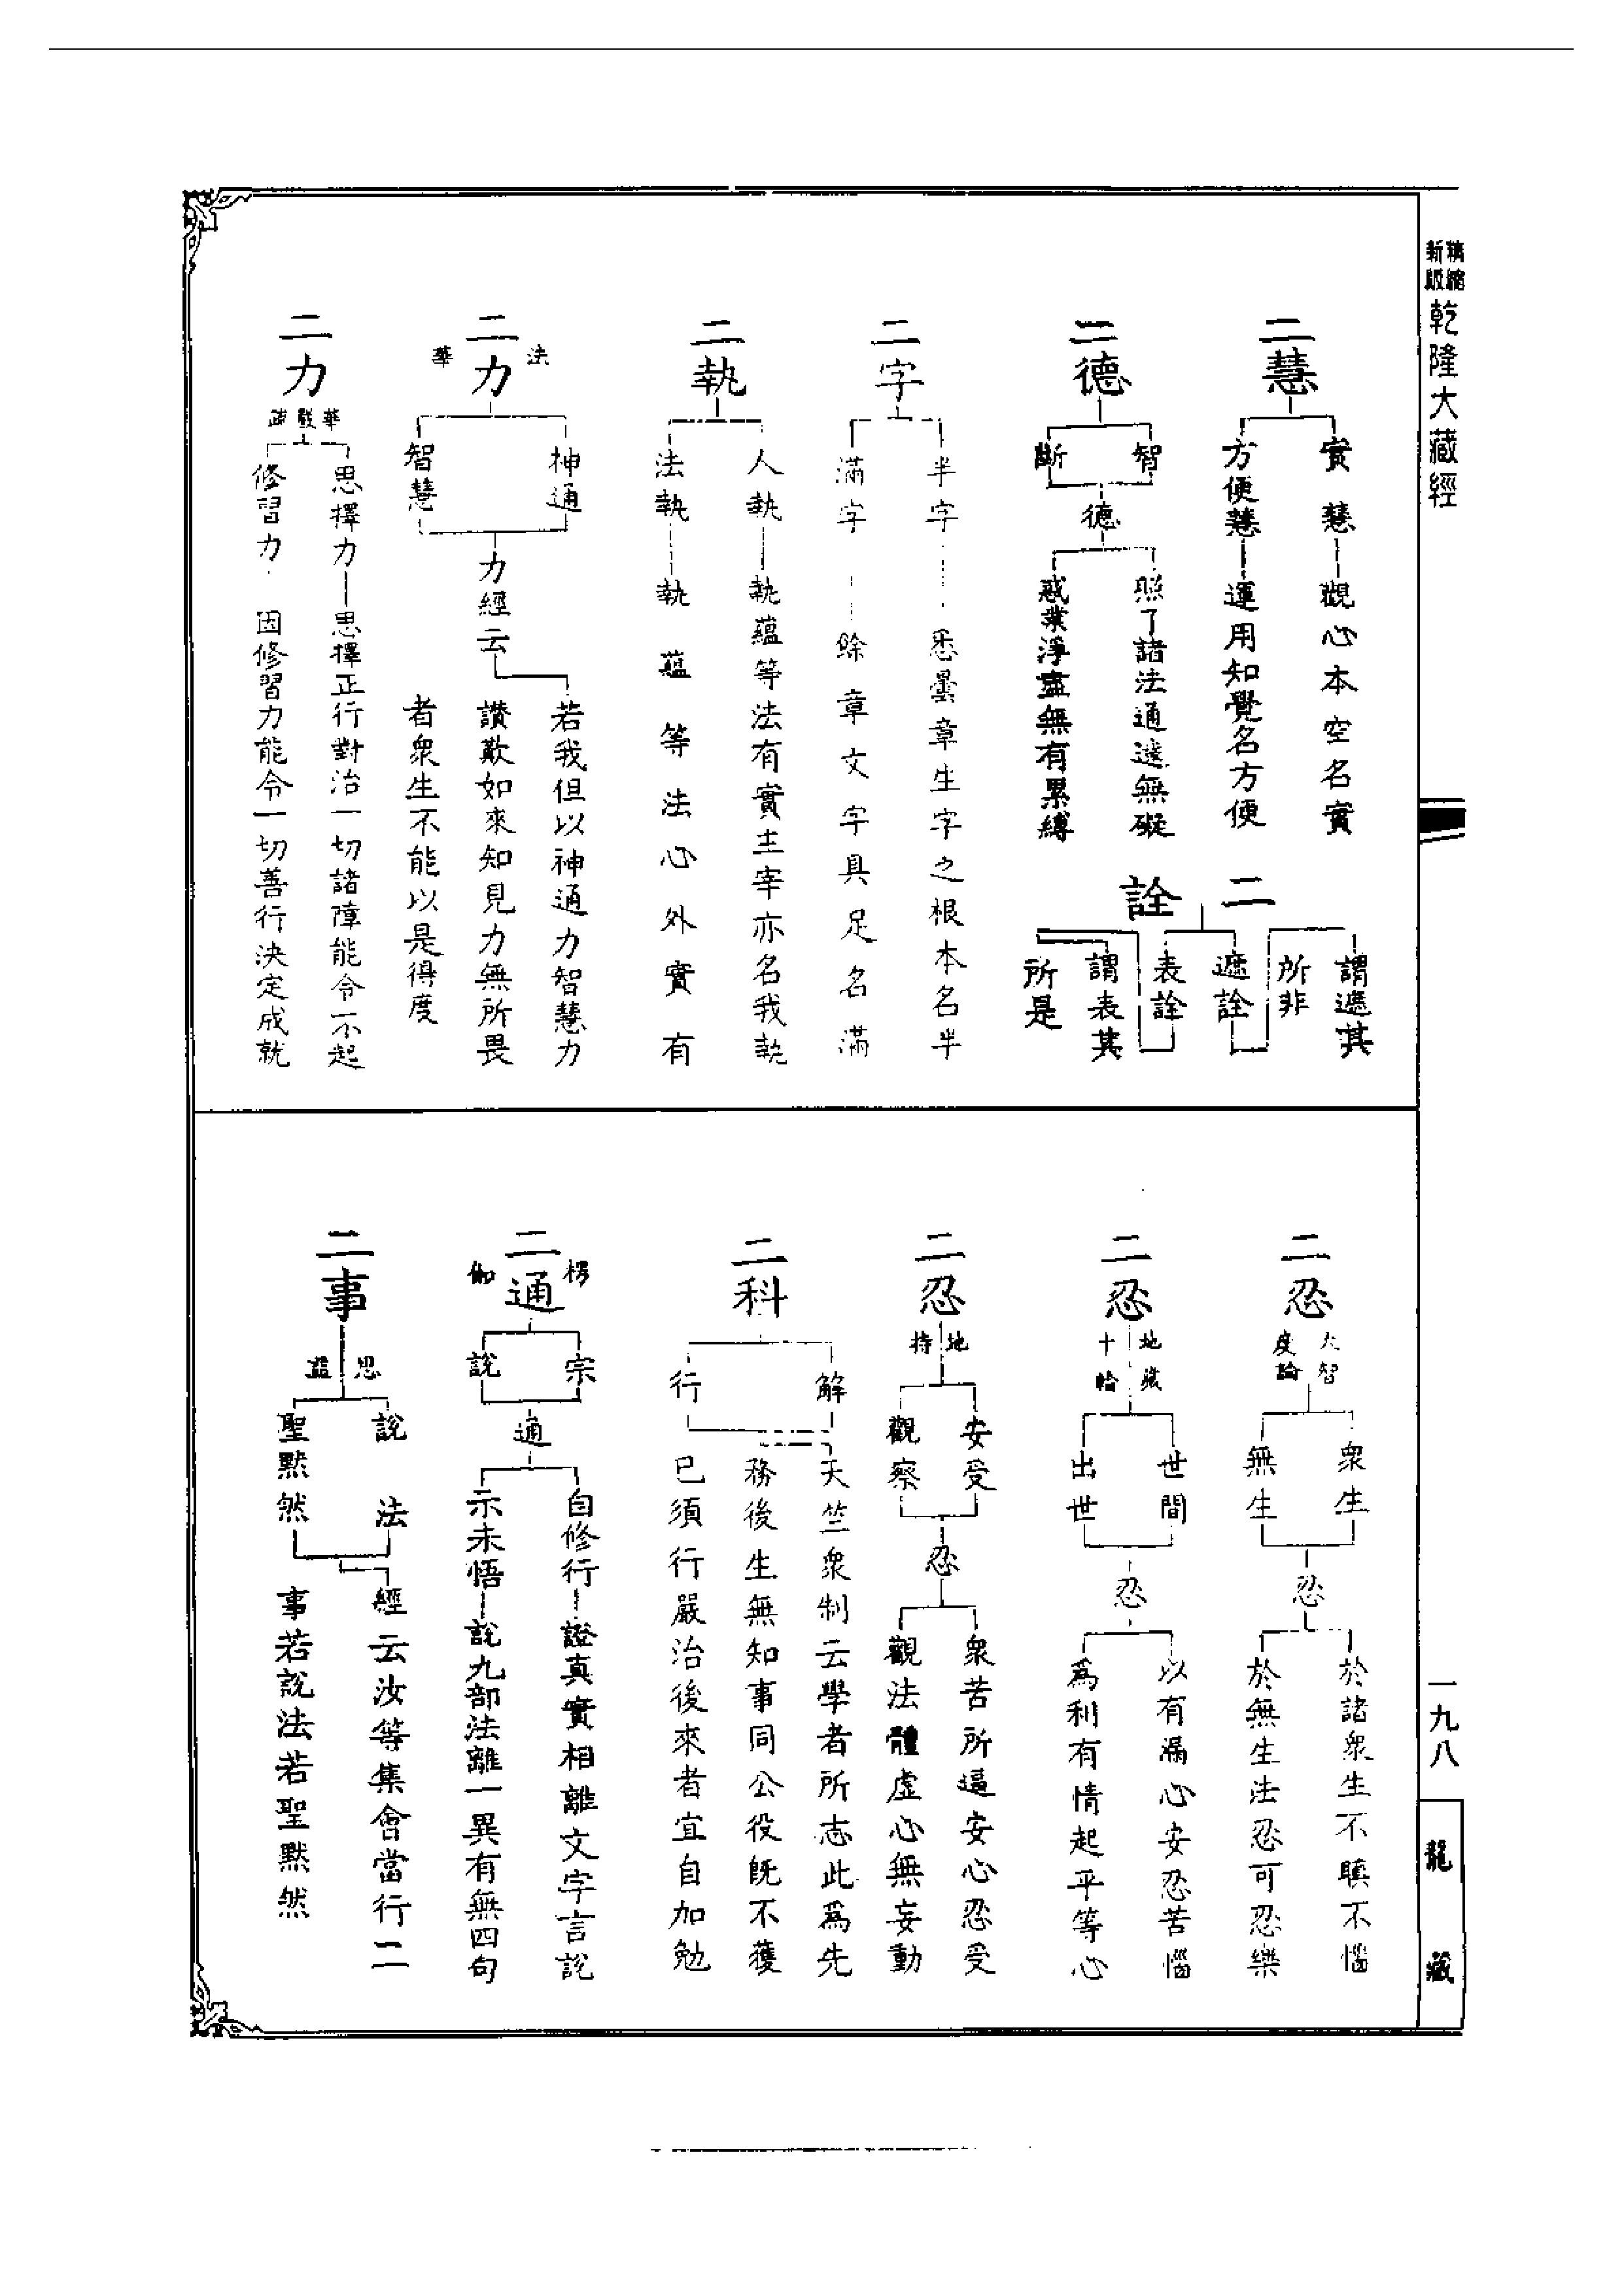 精縮
新版
乾隆大藏經
二慧
實慧
觀心本空名實
方便慧
運用知覺名方便
二德
智
斷
德
照了諸法通達無礙
惑業淨盡無有累縛
二詮
遮詮
謂遮其
所非
表詮
謂表其
所是
二字
半字
悉曇章生字之根本名半
滿字
餘章文字具足名滿
二執
人執
執蘊等法有實主宰亦名我執
法執
執蘊等法心外實有
二力
法華
神通
智慧
力經云
若我但以神通力智慧力
讚歎如來知見力無所畏
者衆生不能以是得度
二力
華嚴疏
思擇力
思擇正行對治一切諸障能令不起
修習力
因修習力能令一切善行決定成就
二忍
大智
度論
衆生
無生
忍
於諸衆生不瞋不惱
於無生法忍可忍樂
二忍
地藏
十輪
世間
出世
忍
以有漏心安忍苦惱
為利有情起平等心
二忍
地持
安受
觀察
忍
衆苦所逼安心忍受
觀法體虛心無妄動
二科
解
行
天竺衆制云學者所志此為先
務後生無知事同公役旣不獲
已須行嚴治後來者宜自加勉
二通
楞伽
宗
說
通
自修行
證真實相離文字言說
示未悟
說九部法離一異有無四句
二事
思益
說法
聖默然
經云汝等集會當行二
事若說法若聖默然
一九八
龍藏